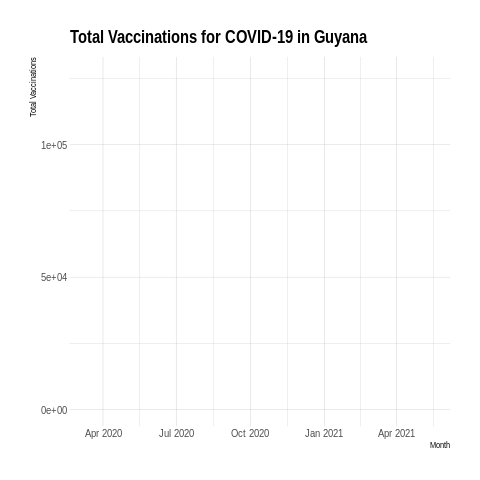 Total Vaccinations for COVID-19 in Guyana
Total Vaccinations
1e+05
5e+04
0e+00
Apr 2020 Jul 2020 Oct 2020 Jan 2021 Apr 2021
Month